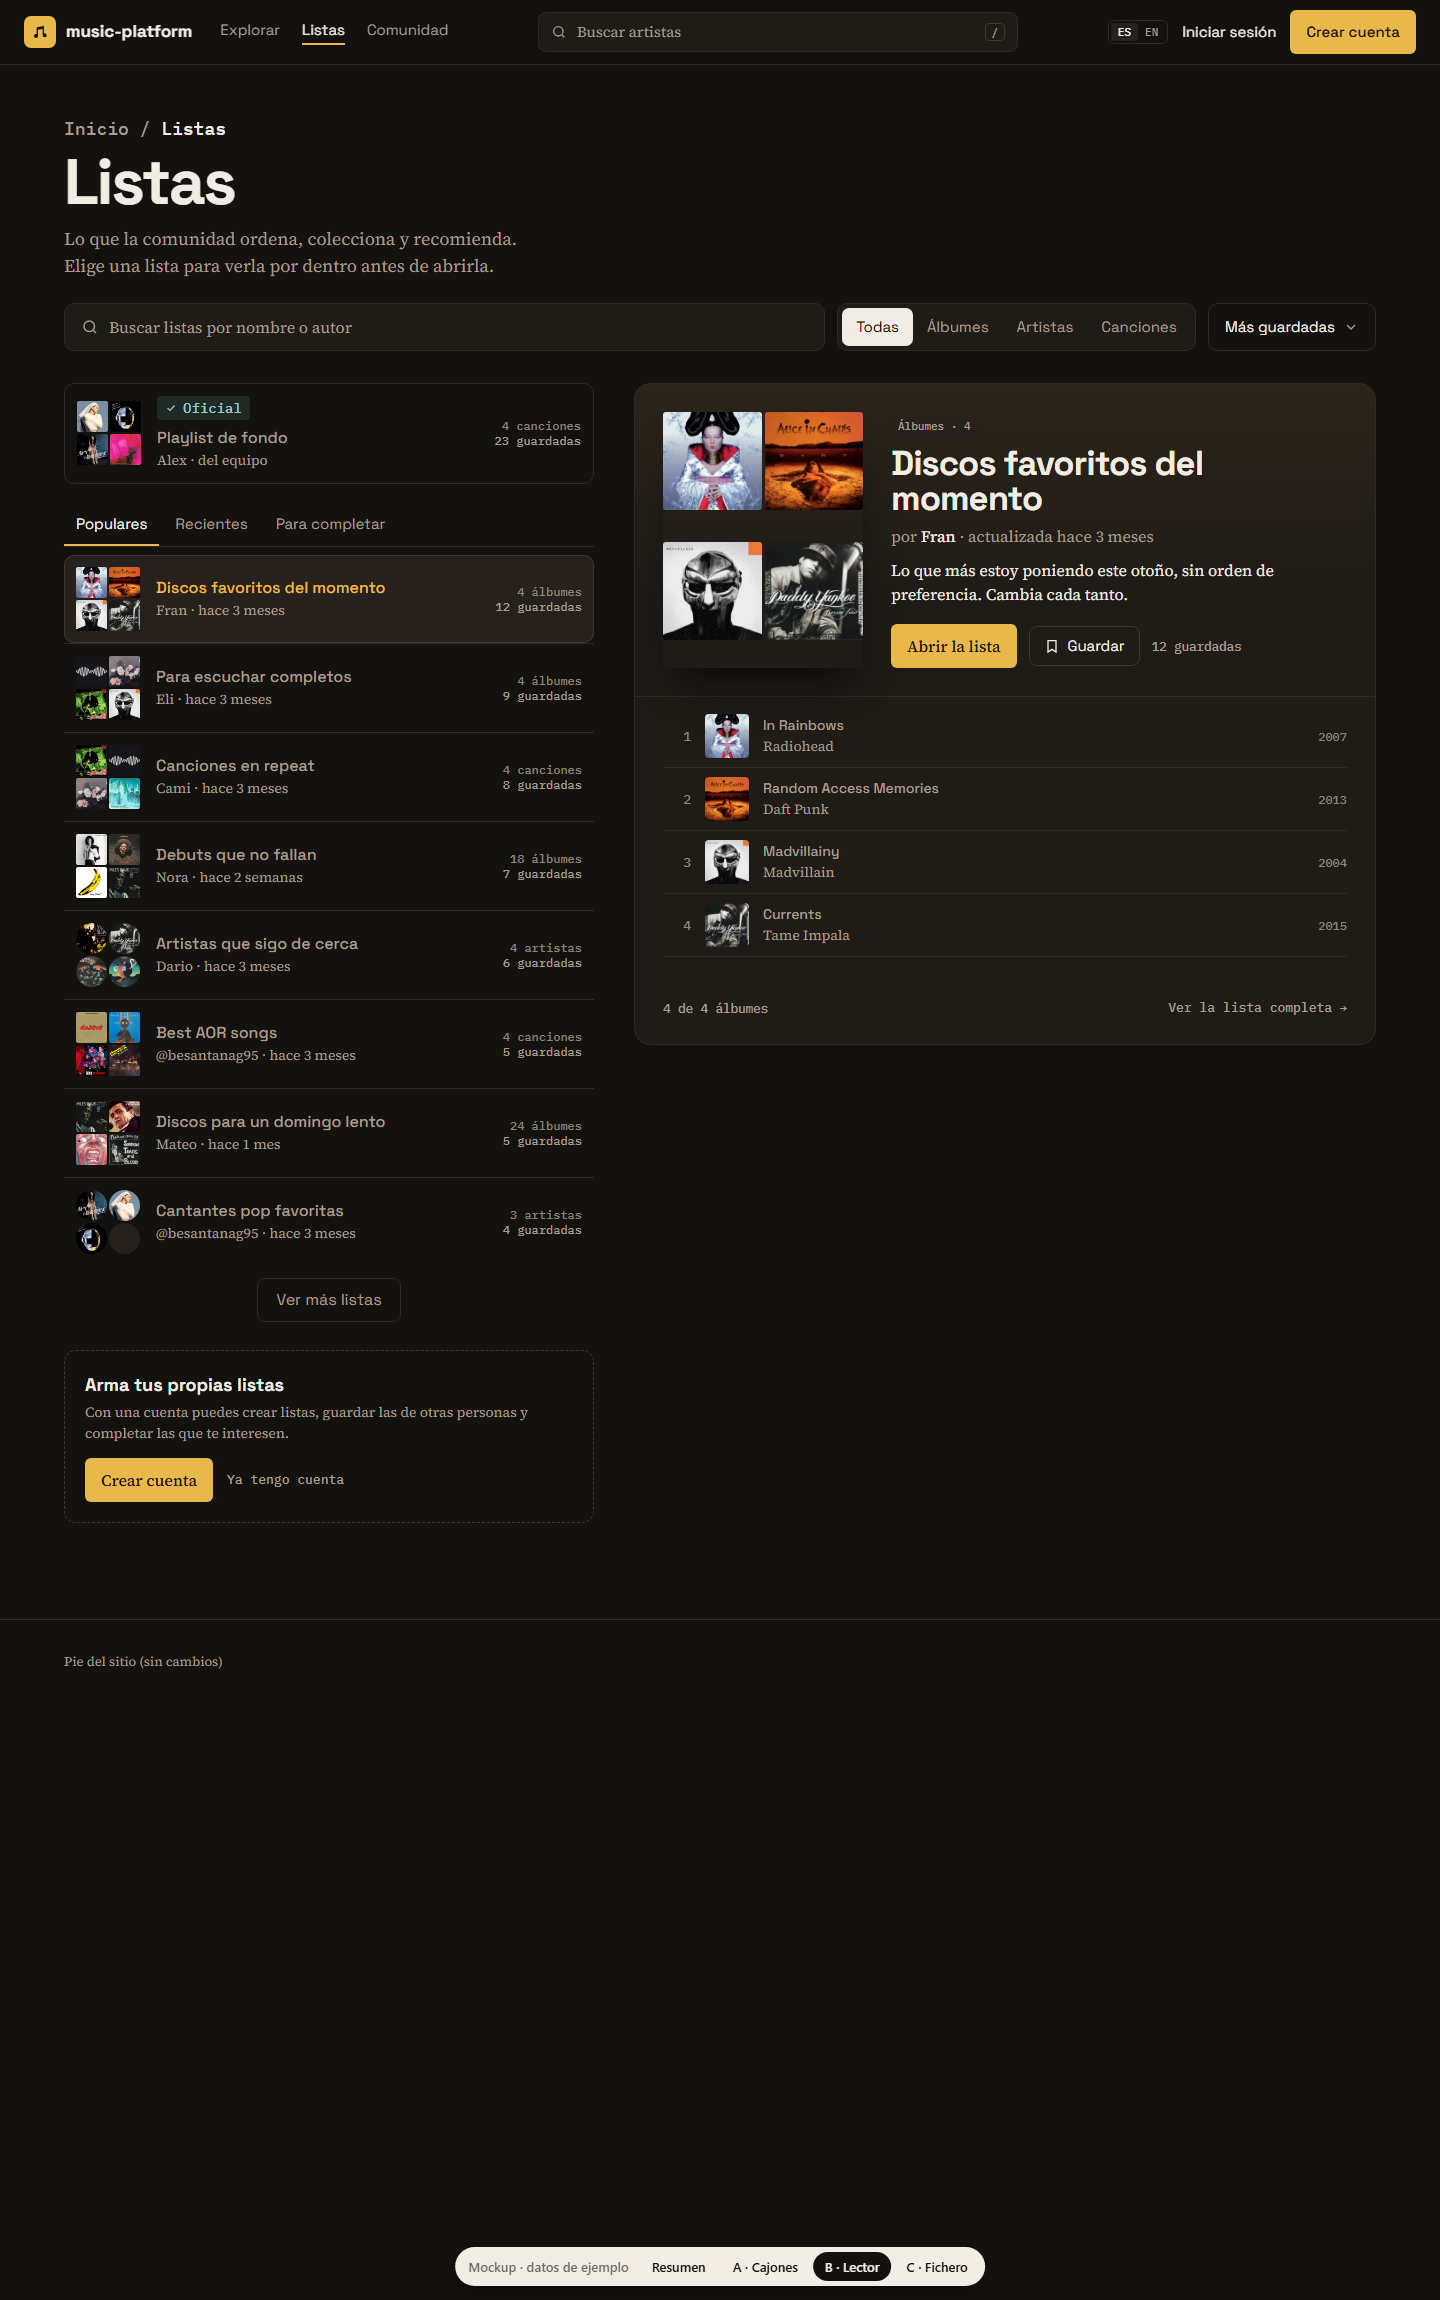 music-platform
Explorar
Listas
Comunidad
Buscar artistas
/
ES EN
Iniciar sesión
Crear cuenta
Inicio / Listas
Listas
Lo que la comunidad ordena, colecciona y recomienda.
Elige una lista para verla por dentro antes de abrirla.
Buscar listas por nombre o autor
Todas
Álbumes
Artistas
Canciones
Más guardadas
Oficial
Playlist de fondo
Alex · del equipo
4 canciones
23 guardadas
Populares
Recientes
Para completar
Discos favoritos del momento
Fran · hace 3 meses
4 álbumes
12 guardadas
Para escuchar completos
Eli · hace 3 meses
4 álbumes
9 guardadas
Canciones en repeat
Cami · hace 3 meses
4 canciones
8 guardadas
Debuts que no fallan
Nora · hace 2 semanas
18 álbumes
7 guardadas
Artistas que sigo de cerca
Dario · hace 3 meses
4 artistas
6 guardadas
Best AOR songs
@besantanag95 · hace 3 meses
4 canciones
5 guardadas
Discos para un domingo lento
Mateo · hace 1 mes
24 álbumes
5 guardadas
Cantantes pop favoritas
@besantanag95 · hace 3 meses
3 artistas
4 guardadas
Ver más listas
Arma tus propias listas
Con una cuenta puedes crear listas, guardar las de otras personas y
completar las que te interesen.
Crear cuenta
Ya tengo cuenta
ALICE IN CHAINS
DIRT
MADVILLAIN
Daddy Yankee
Álbumes · 4
Discos favoritos del
momento
por Fran · actualizada hace 3 meses
Lo que más estoy poniendo este otoño, sin orden de
preferencia. Cambia cada tanto.
Abrir la lista
Guardar
12 guardadas
1
In Rainbows
Radiohead
2007
2
Random Access Memories
Daft Punk
2013
3
Madvillainy
Madvillain
2004
4
Currents
Tame Impala
2015
4 de 4 álbumes
Ver la lista completa →
Pie del sitio (sin cambios)
Mockup · datos de ejemplo
Resumen
A · Cajones
B · Lector
C · Fichero